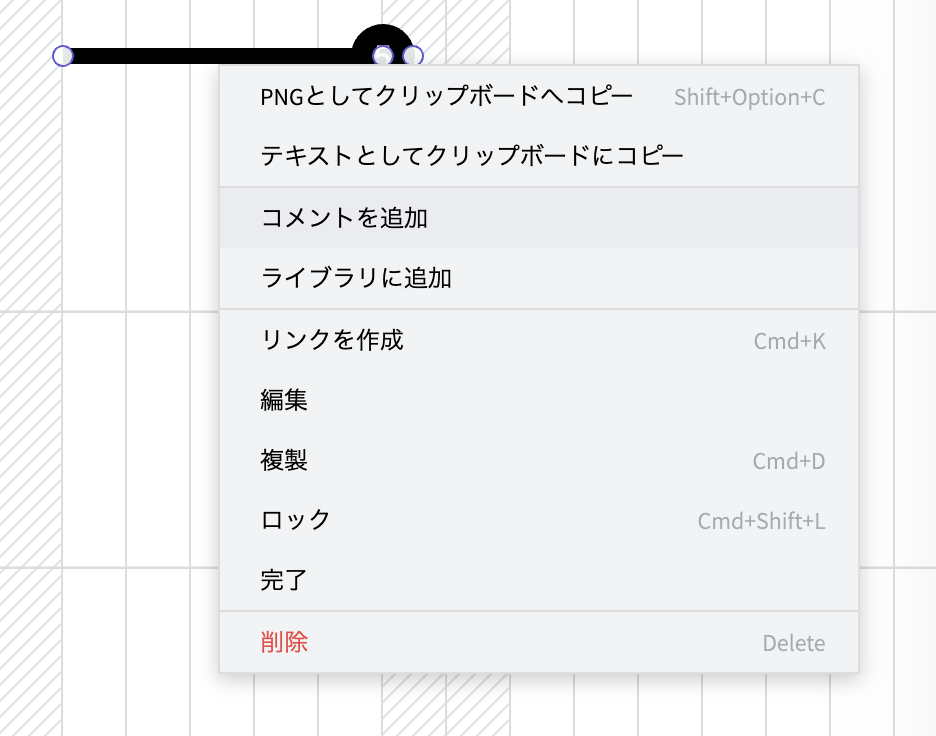 PNGとしてクリップボードへコピー Shift+Option+C
テキストとしてクリップボードにコピー
コメントを追加
ライブラリに追加
リンクを作成 Cmd+K
編集
複製 Cmd+D
ロック Cmd+Shift+L
完了
削除 Delete